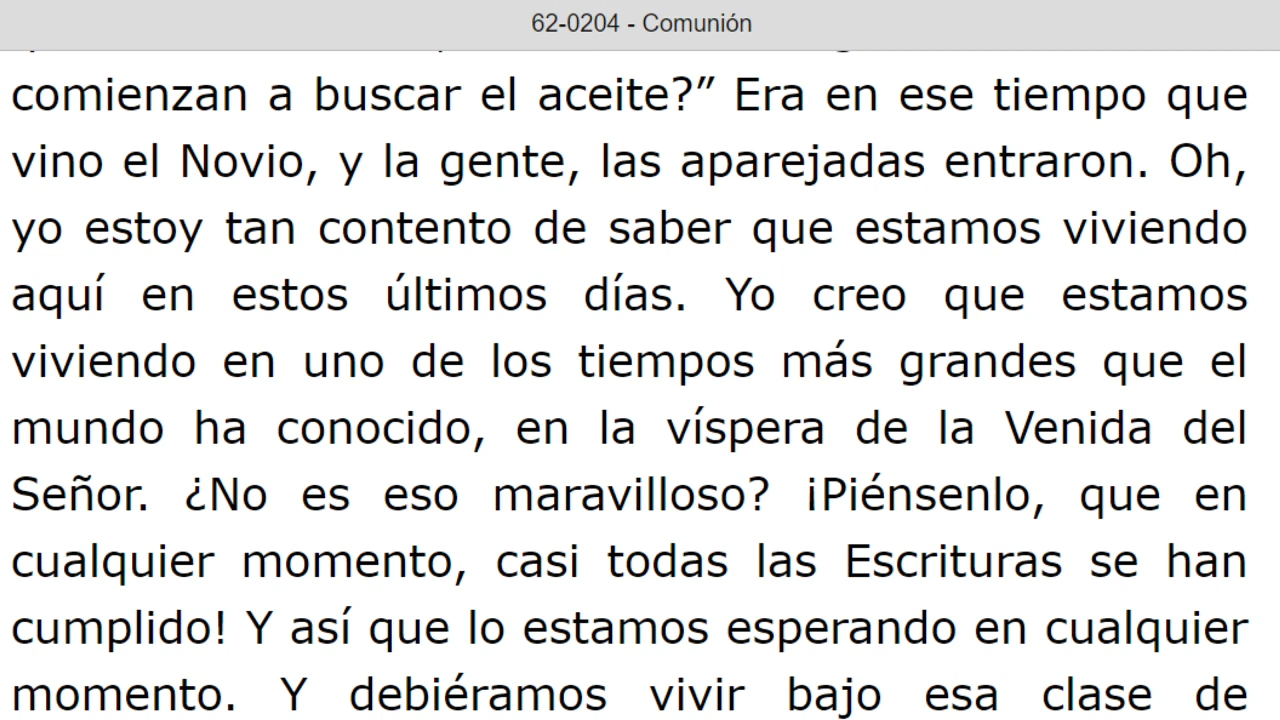 62-0204 - Comunión
comienzan a buscar el aceite?” Era en ese tiempo que
vino el Novio, y la gente, las aparejadas entraron. Oh,
yo estoy tan contento de saber que estamos viviendo
aquí en estos últimos días. Yo creo que estamos
viviendo en uno de los tiempos más grandes que el
mundo ha conocido, en la víspera de la Venida del
Señor. ¿No es eso maravilloso? ¡Piénsenlo, que en
cualquier momento, casi todas las Escrituras se han
cumplido! Y así que lo estamos esperando en cualquier
momento. Y debiéramos vivir bajo esa clase de